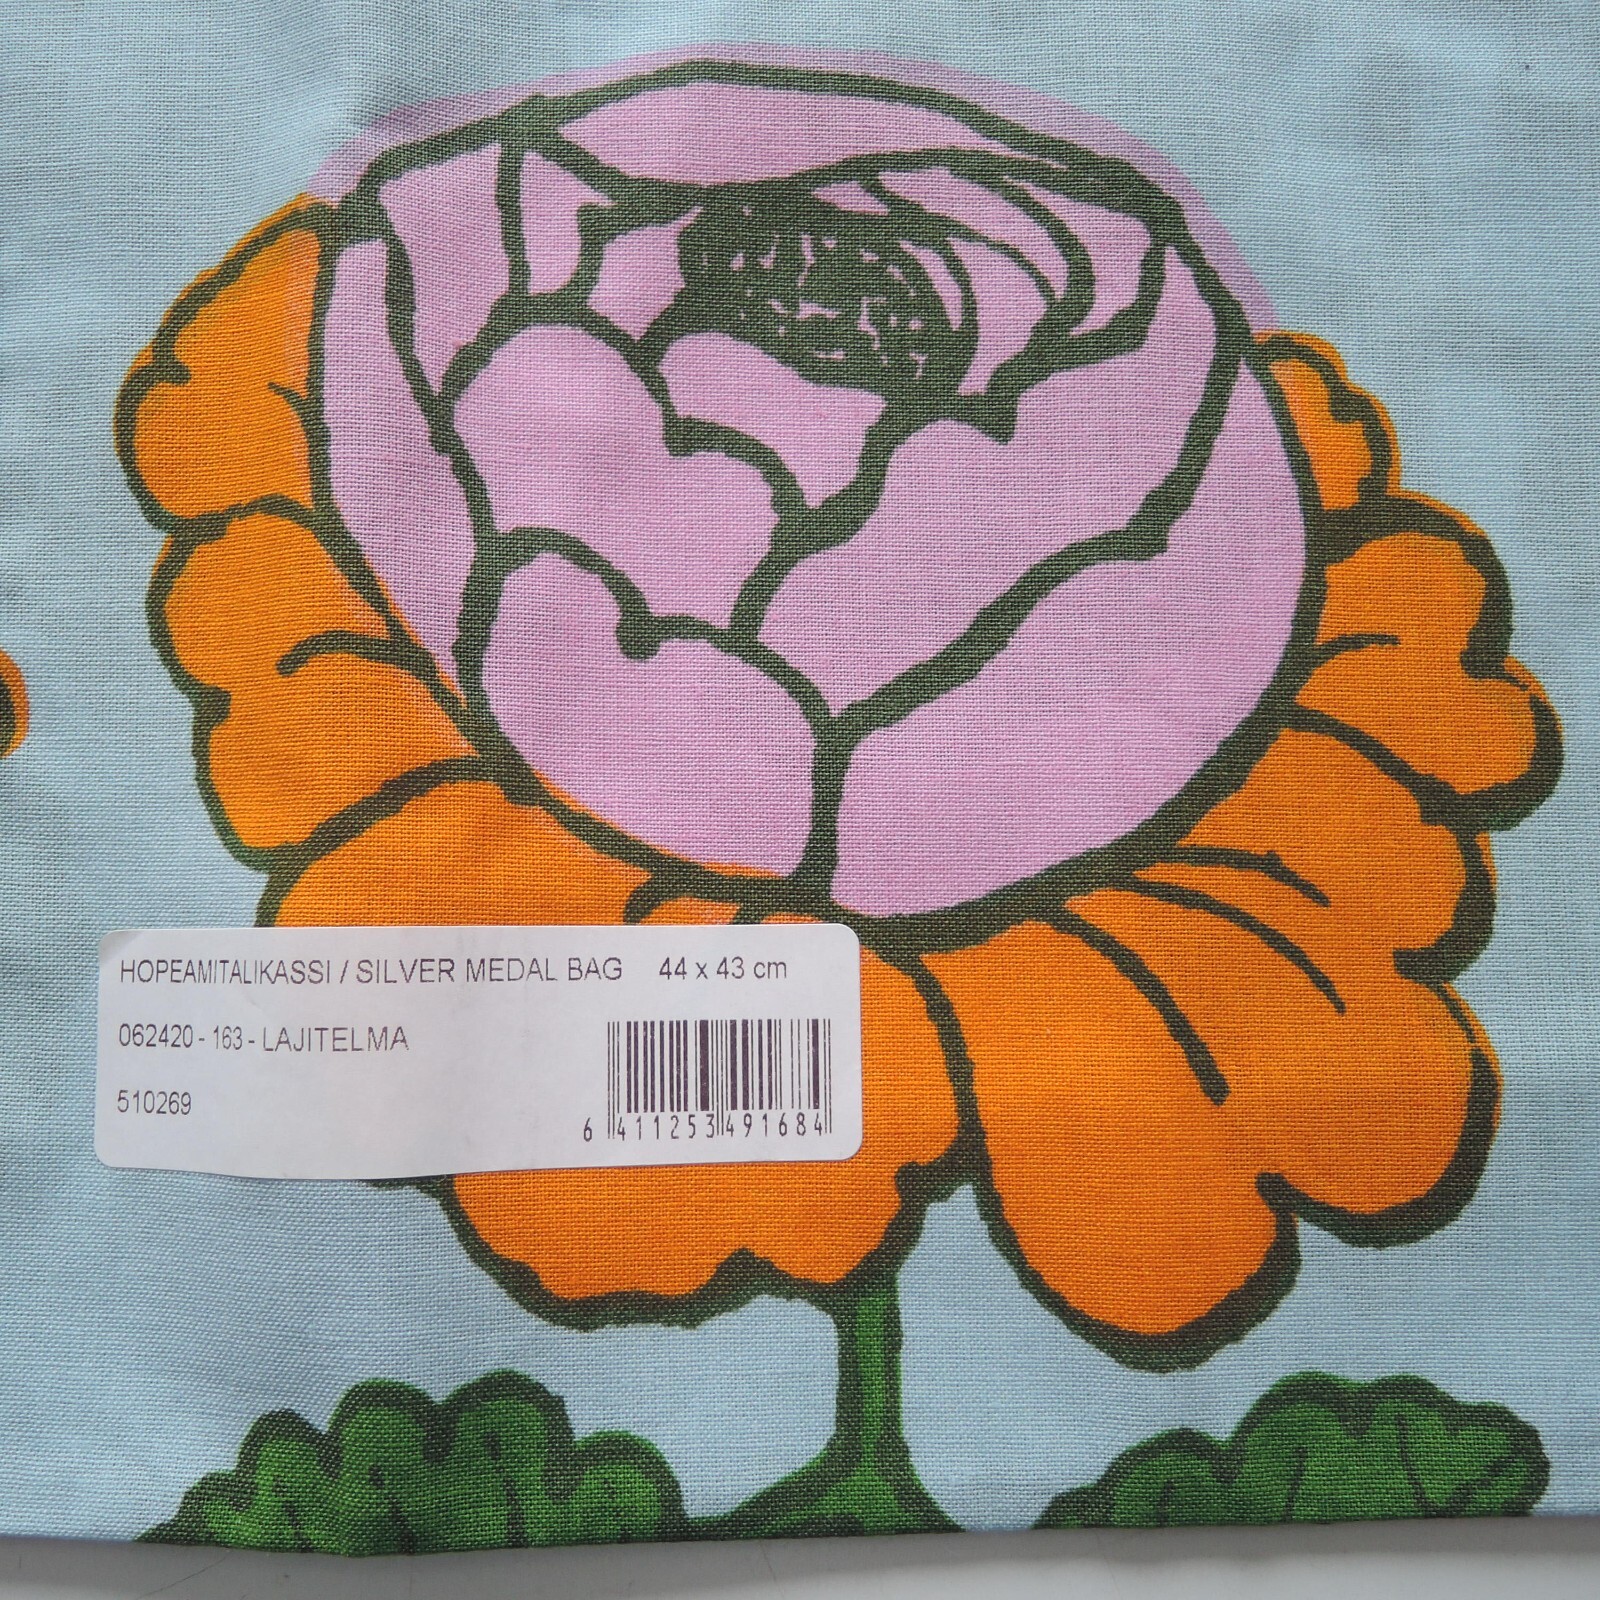 HOPEAMITALIKASSI / SILVER MEDAL BAG 44 x 43 cm
062420 - 163 - LAJITELMA
510269
6 411253 491684